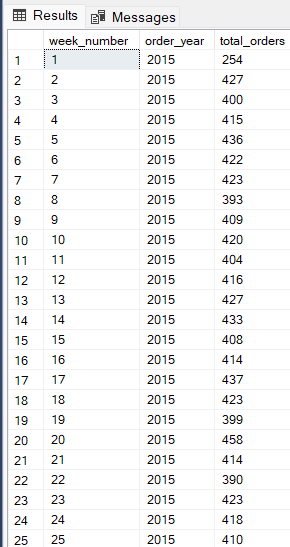 Results Messages
week_number order_year total_orders
1 1 2015 254
2 2 2015 427
3 3 2015 400
4 4 2015 415
5 5 2015 436
6 6 2015 422
7 7 2015 423
8 8 2015 393
9 9 2015 409
10 10 2015 420
11 11 2015 404
12 12 2015 416
13 13 2015 427
14 14 2015 433
15 15 2015 408
16 16 2015 414
17 17 2015 437
18 18 2015 423
19 19 2015 399
20 20 2015 458
21 21 2015 414
22 22 2015 390
23 23 2015 423
24 24 2015 418
25 25 2015 410